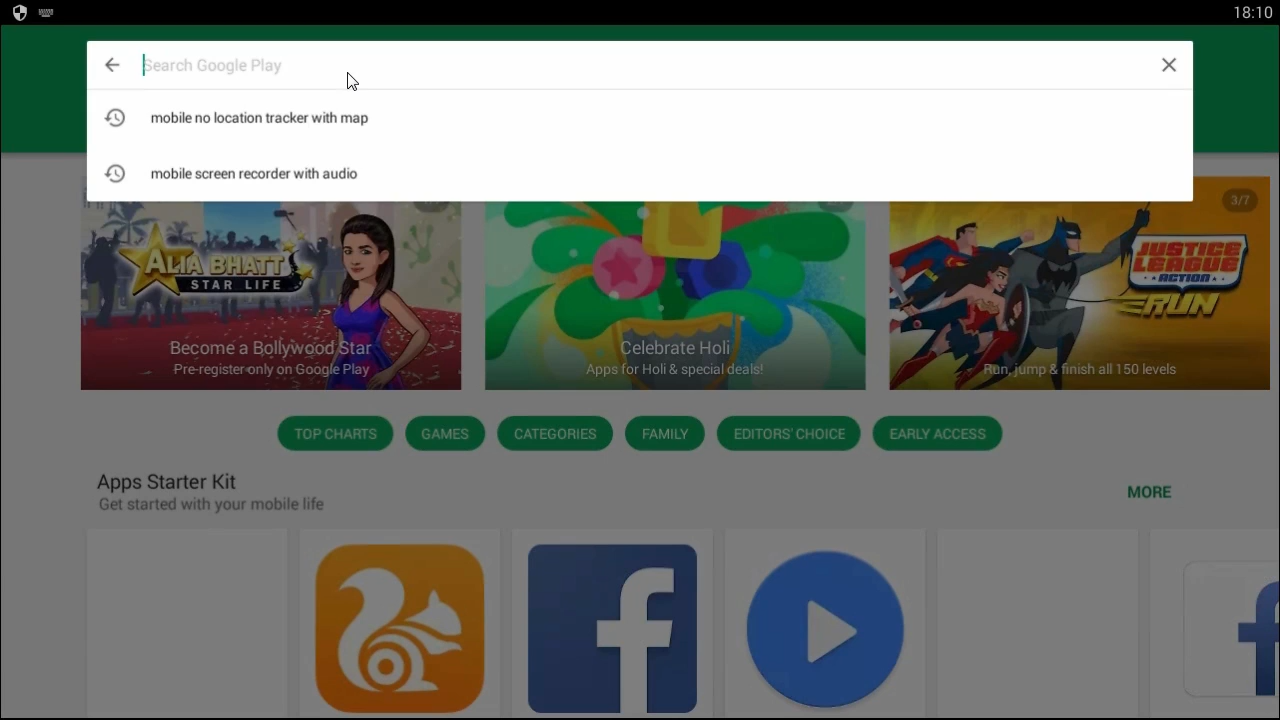 18:10
Search Google Play
mobile no location tracker with map
mobile screen recorder with audio
3/7
ALIA BHATT
STAR LIFE
JUSTICE
LEAGUE
ACTION
RUN
Become a Bollywood Star
Pre-register only on Google Play
Celebrate Holi
Apps for Holi & special deals!
Run, jump & finish all 150 levels
TOP CHARTS
GAMES
CATEGORIES
FAMILY
EDITORS' CHOICE
EARLY ACCESS
Apps Starter Kit
Get started with your mobile life
MORE